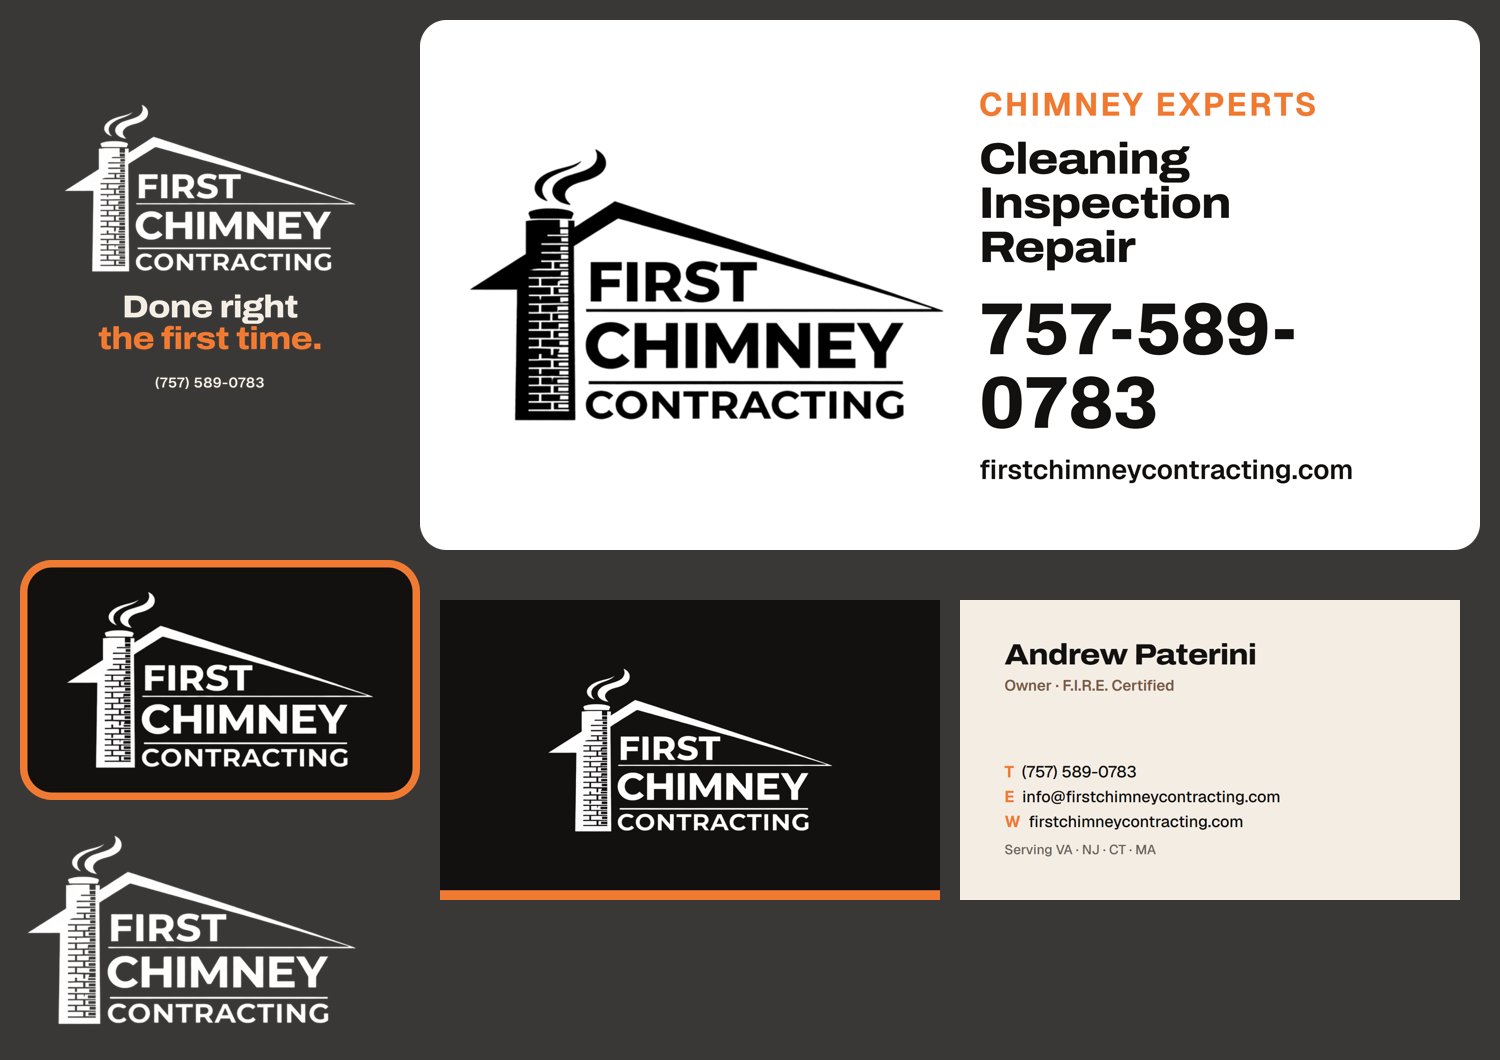 FIRST
CHIMNEY
CONTRACTING
Done right
the first time.
(757) 589-0783
FIRST
CHIMNEY
CONTRACTING
CHIMNEY EXPERTS
Cleaning
Inspection
Repair
757-589-
0783
firstchimneycontracting.com
FIRST
CHIMNEY
CONTRACTING
FIRST
CHIMNEY
CONTRACTING
Andrew Paterini
Owner · F.I.R.E. Certified
T (757) 589-0783
E info@firstchimneycontracting.com
W firstchimneycontracting.com
Serving VA · NJ · CT · MA
FIRST
CHIMNEY
CONTRACTING